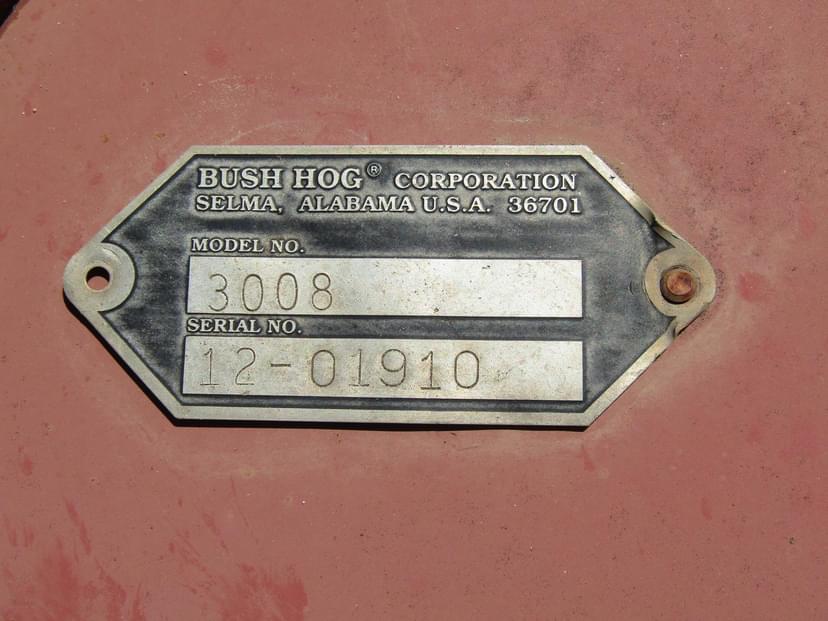 BUSH HOG® CORPORATION
SELMA, ALABAMA U.S.A. 36701
MODEL NO.
3008
SERIAL NO.
12-01910